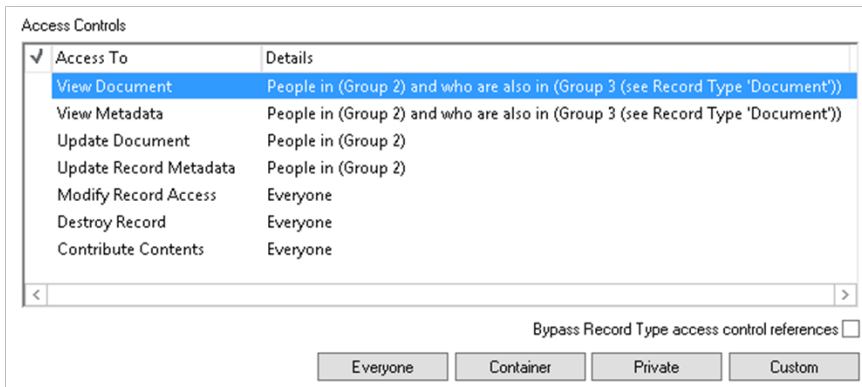 Access Controls
Access To Details
View Document People in (Group 2) and who are also in (Group 3 (see Record Type 'Document'))
View Metadata People in (Group 2) and who are also in (Group 3 (see Record Type 'Document'))
Update Document People in (Group 2)
Update Record Metadata People in (Group 2)
Modify Record Access Everyone
Destroy Record Everyone
Contribute Contents Everyone
Bypass Record Type access control references
Everyone Container Private Custom